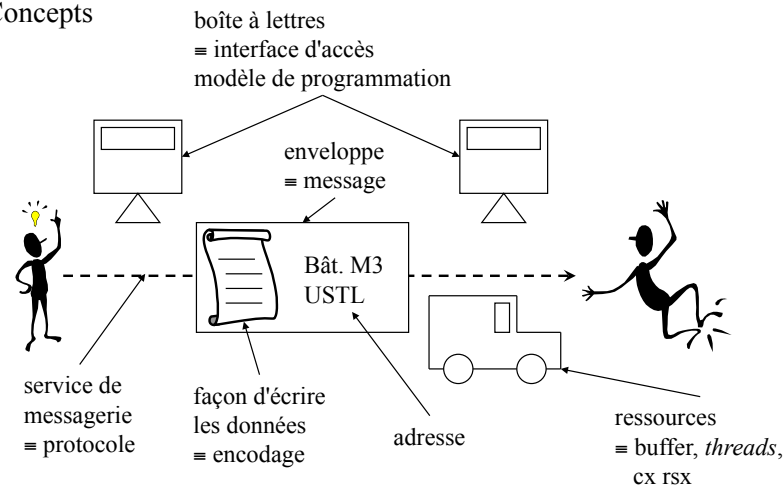 Concepts
boîte à lettres
≡ interface d'accès
modèle de programmation
enveloppe
≡ message
Bât. M3
USTL
service de
messagerie
≡ protocole
façon d'écrire
les données
≡ encodage
adresse
ressources
≡ buffer, threads,
cx rsx